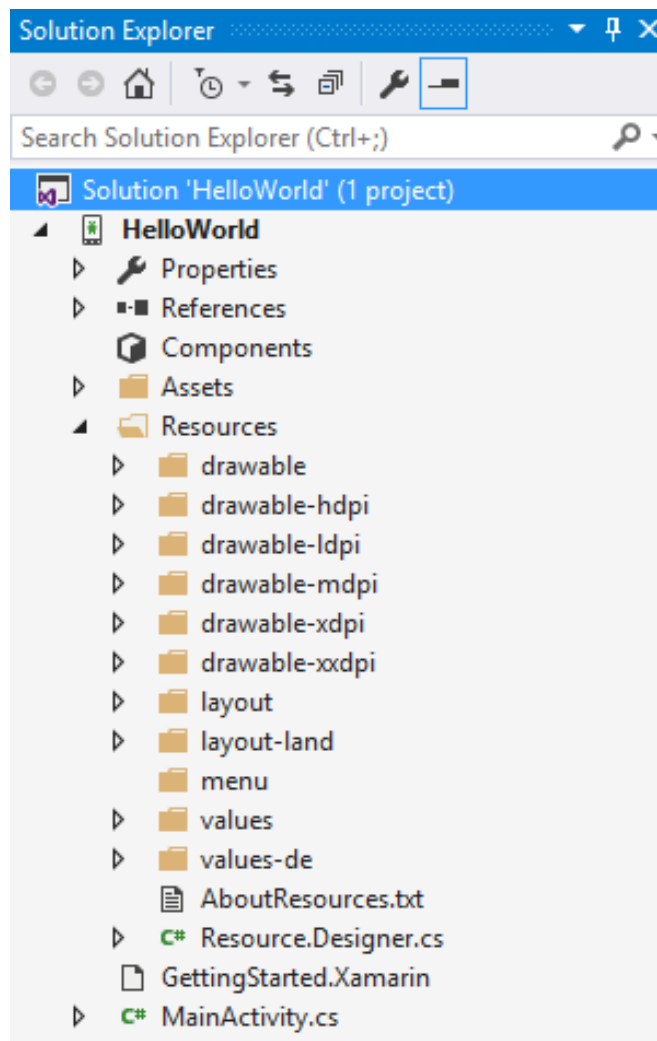 Solution Explorer
Search Solution Explorer (Ctrl+;)
Solution 'HelloWorld' (1 project)
HelloWorld
Properties
References
Components
Assets
Resources
drawable
drawable-hdpi
drawable-ldpi
drawable-mdpi
drawable-xdpi
drawable-xxdpi
layout
layout-land
menu
values
values-de
AboutResources.txt
C# Resource.Designer.cs
GettingStarted.Xamarin
C# MainActivity.cs